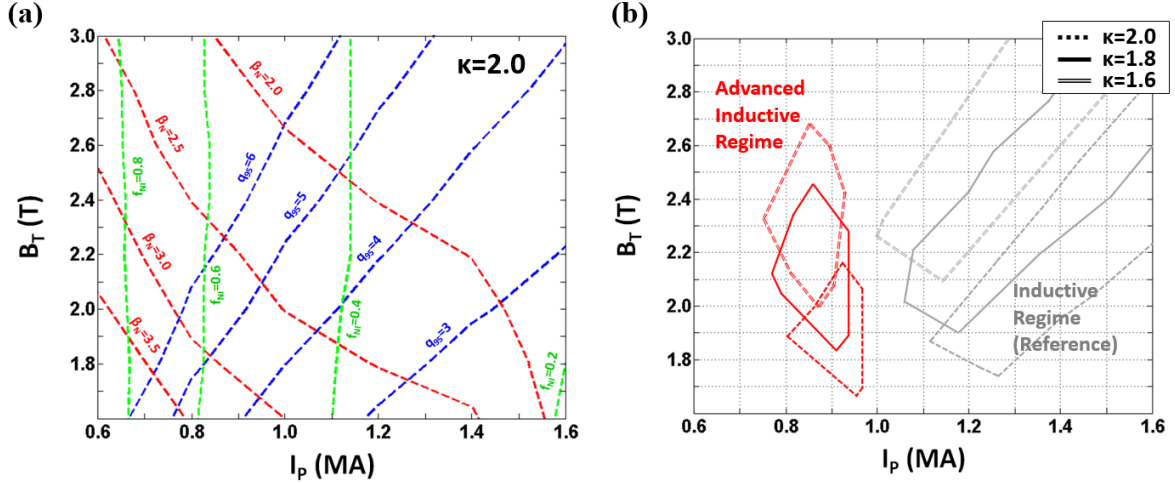 (a)
κ=2.0
β_N=2.0
β_N=2.5
β_N=3.0
β_N=3.5
f_NI=0.8
f_NI=0.6
f_NI=0.4
f_NI=0.2
q_95=6
q_95=5
q_95=4
q_95=3
3.0
2.8
2.6
2.4
2.2
2.0
1.8
B_T (T)
0.6
0.8
1.0
1.2
1.4
1.6
I_P (MA)
(b)
κ=2.0
κ=1.8
κ=1.6
Advanced
Inductive
Regime
Inductive
Regime
(Reference)
3.0
2.8
2.6
2.4
2.2
2.0
1.8
B_T (T)
0.6
0.8
1.0
1.2
1.4
1.6
I_P (MA)